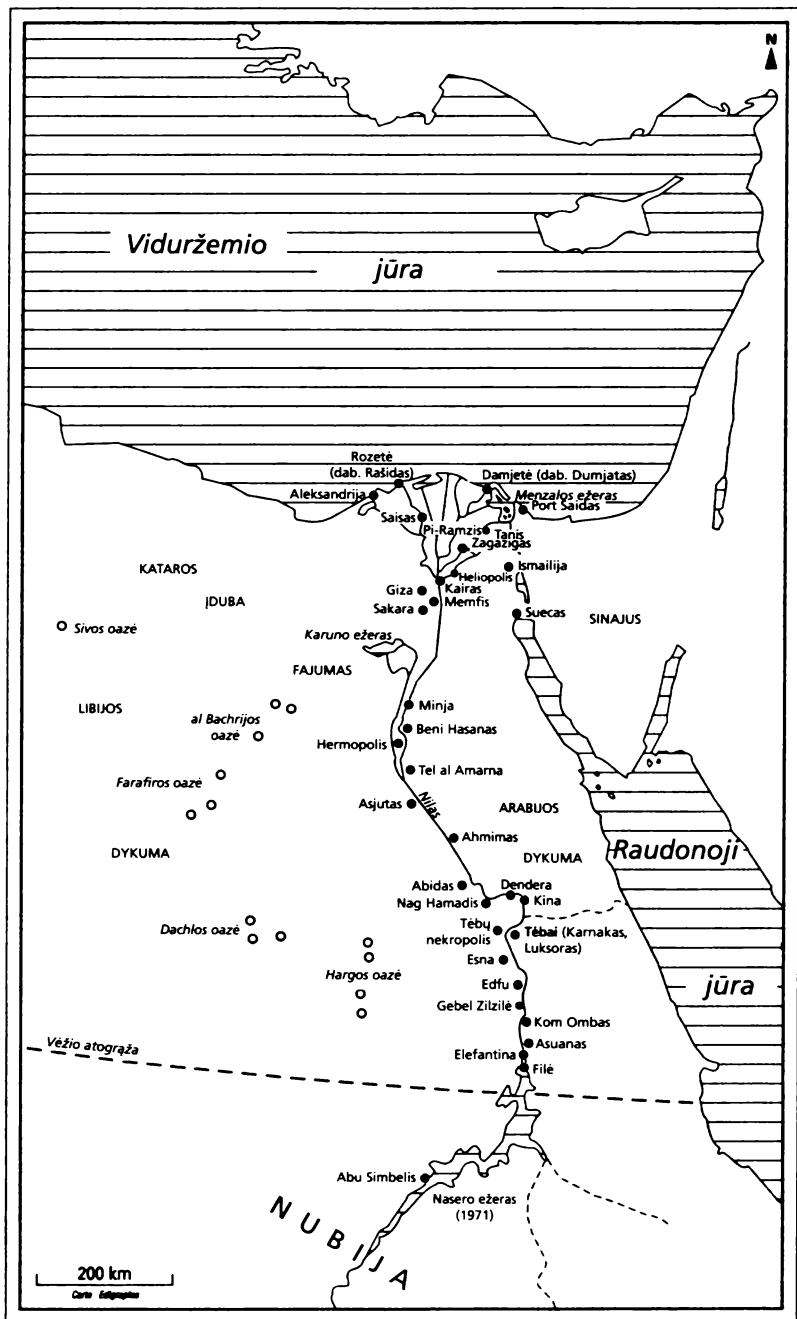 N
Viduržemio
jūra
Rozetė
(dab. Rašidas)
Damjetė (dab. Dumjatas)
Aleksandrija
Menzalos ežeras
Port Saidas
Saisas
Pi-Ramzis
Tanis
Zagazigas
Ismailija
KATAROS
Heliopolis
Giza
Kairas
ĮDUBA
Memfis
Sakara
Suecas
SINAJUS
Sivos oazė
Karuno ežeras
FAJUMAS
LIBIJOS
Minja
al Bachrijos
oazė
Beni Hasanas
Hermopolis
Tel al Amarna
Farafiros oazė
Asjutas
Nilas
ARABIJOS
Ahmimas
DYKUMA
DYKUMA
Raudonoji
Abidas
Dendera
Nag Hamadis
Kina
Dachlos oazė
Tėbų
nekropolis
Tėbai (Karnakas,
Luksoras)
Esna
Hargos oazė
Edfu
jūra
Gebel Zilzilė
Kom Ombas
Vėžio atogrąža
Asuanas
Elefantina
Filė
Abu Simbelis
Nasero ežeras
(1971)
NUBIJA
200 km
Carte Edigraphie